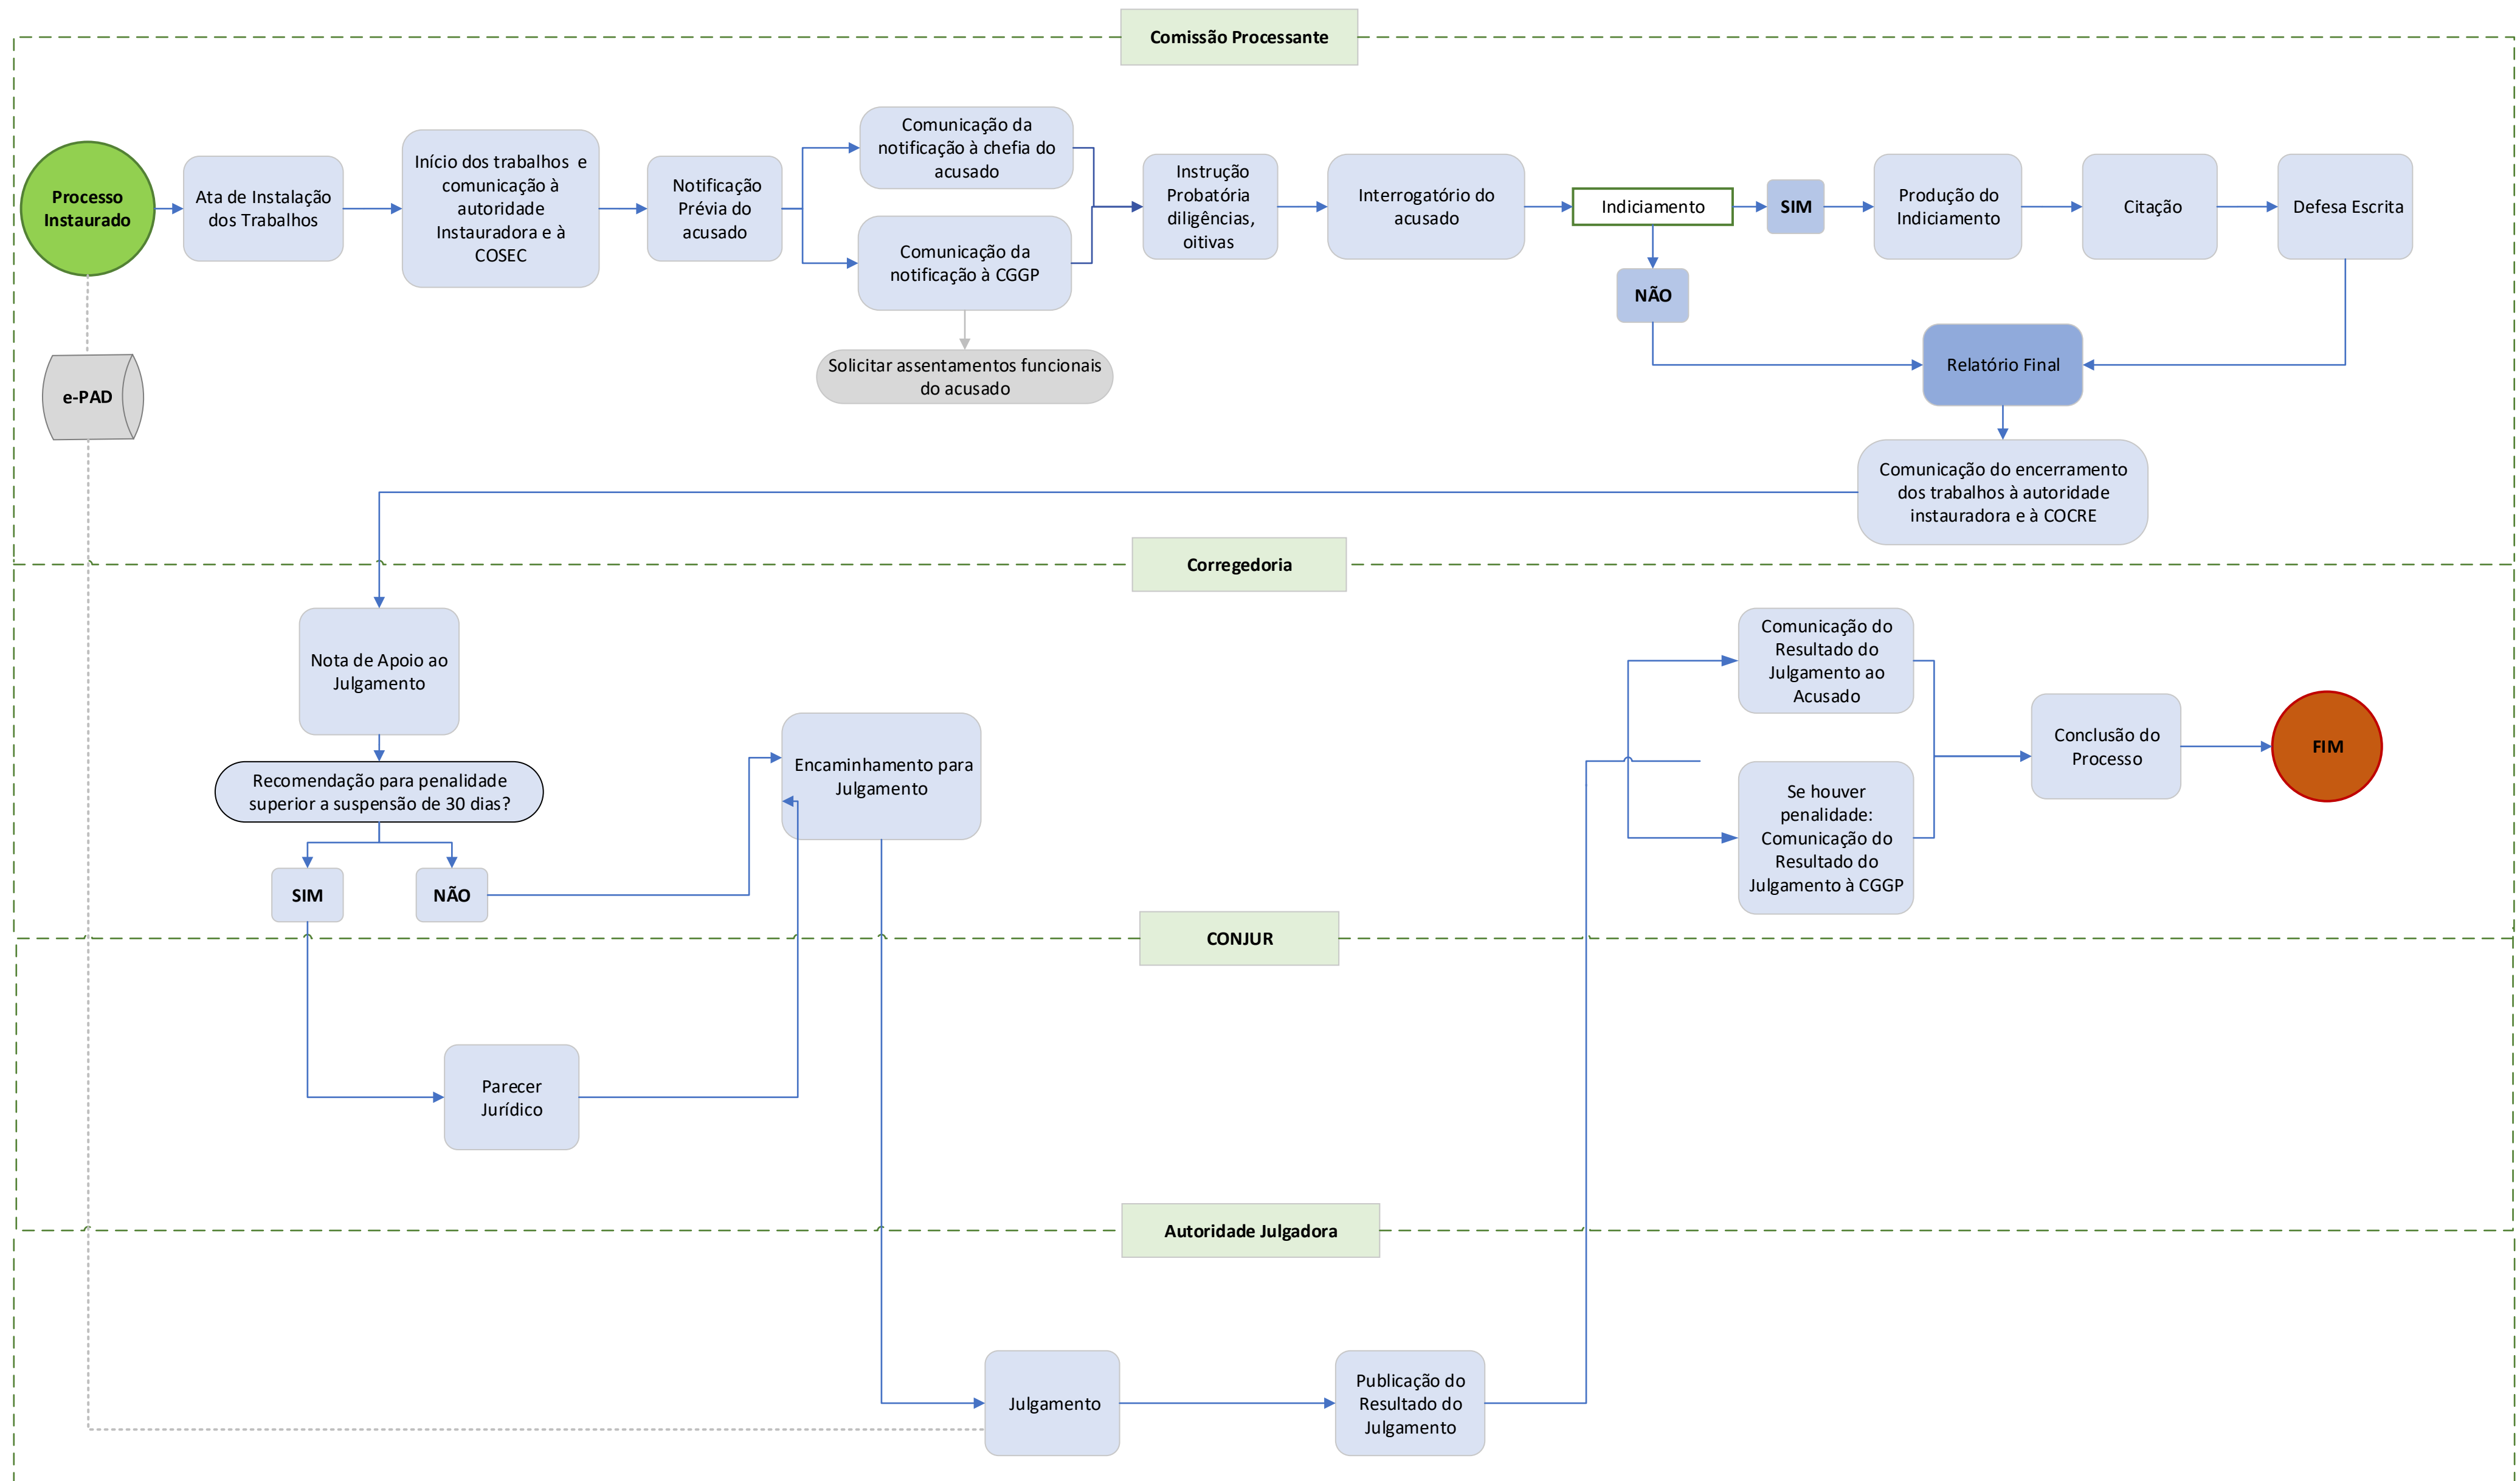 Comissão Processante
Processo
Instaurado
Ata de Instalação
dos Trabalhos
Início dos trabalhos e
comunicação à
autoridade
Instauradora e à
COSEC
Notificação
Prévia do
acusado
Comunicação da
notificação à chefia do
acusado
Comunicação da
notificação à CGGP
Solicitar assentamentos funcionais
do acusado
Instrução
Probatória
diligências,
oitivas
Interrogatório do
acusado
Indiciamento
SIM
NÃO
Produção do
Indiciamento
Citação
Defesa Escrita
Relatório Final
e-PAD
Comunicação do encerramento
dos trabalhos à autoridade
instauradora e à COCRE
Corregedoria
Nota de Apoio ao
Julgamento
Recomendação para penalidade
superior a suspensão de 30 dias?
SIM
NÃO
Encaminhamento para
Julgamento
Comunicação do
Resultado do
Julgamento ao
Acusado
Se houver
penalidade:
Comunicação do
Resultado do
Julgamento à CGGP
Conclusão do
Processo
FIM
CONJUR
Parecer
Jurídico
Autoridade Julgadora
Julgamento
Publicação do
Resultado do
Julgamento